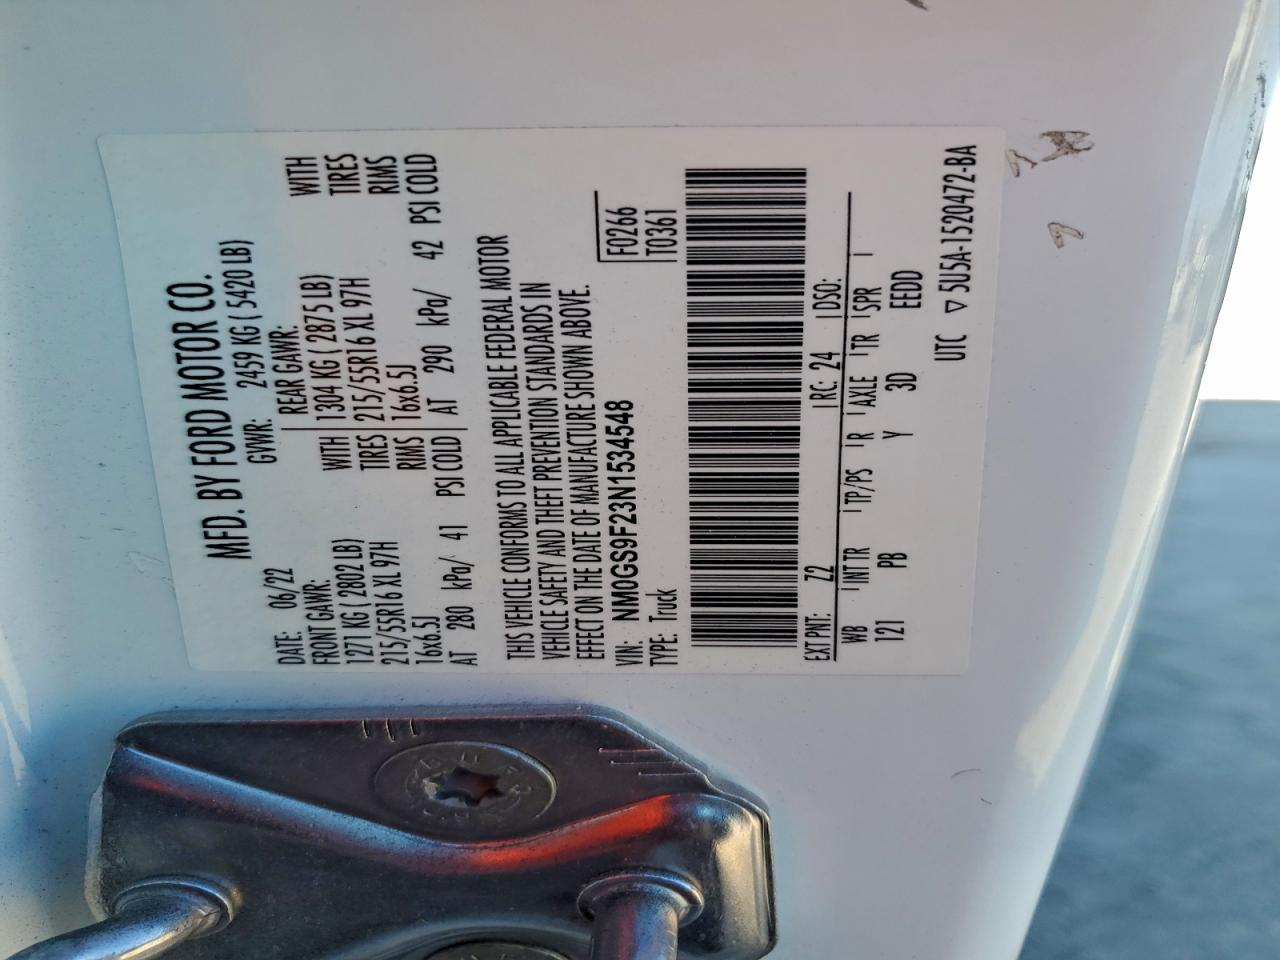 MFD. BY FORD MOTOR CO.
DATE: 06/22 GVWR: 2459 KG ( 5420 LB)
FRONT GAWR: REAR GAWR:
1271 KG ( 2802 LB) WITH 1304 KG ( 2875 LB) WITH
215/55R16 XL 97H TIRES 215/55R16 XL 97H TIRES
16x6.5J RIMS 16x6.5J RIMS
AT 280 kPa/ 41 PSI COLD AT 290 kPa/ 42 PSI COLD
THIS VEHICLE CONFORMS TO ALL APPLICABLE FEDERAL MOTOR
VEHICLE SAFETY AND THEFT PREVENTION STANDARDS IN
EFFECT ON THE DATE OF MANUFACTURE SHOWN ABOVE.
VIN: NM0GS9F23N1534548 F0266
TYPE: Truck T0361
EXT PNT: Z2 RC: 24 DSO:
WB INT TR TP/PS R AXLE TR SPR
121 PB Y 3D EEDD
UTC ▽ 5U5A-1520472-BA